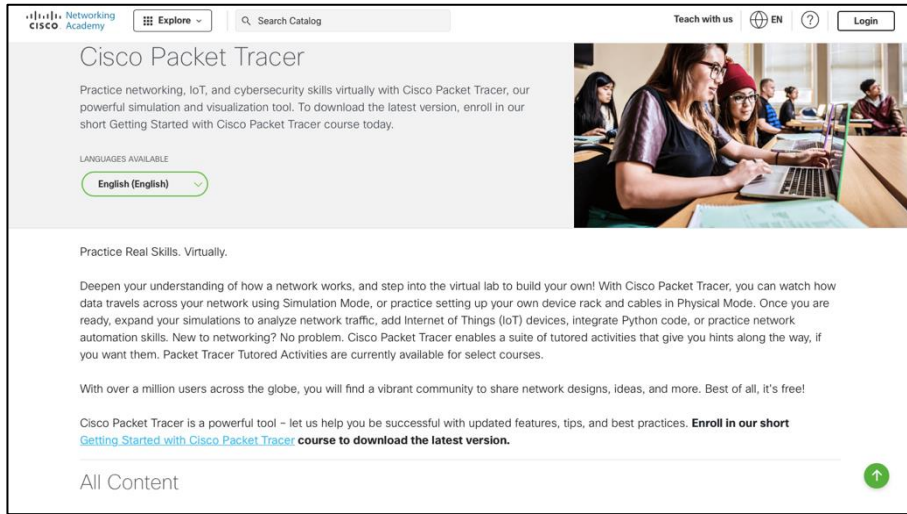 Networking
CISCO Academy
Explore
Search Catalog
Teach with us
EN
?
Login
Cisco Packet Tracer
Practice networking, IoT, and cybersecurity skills virtually with Cisco Packet Tracer, our
powerful simulation and visualization tool. To download the latest version, enroll in our
short Getting Started with Cisco Packet Tracer course today.
LANGUAGES AVAILABLE
English (English)
Practice Real Skills. Virtually.
Deepen your understanding of how a network works, and step into the virtual lab to build your own! With Cisco Packet Tracer, you can watch how
data travels across your network using Simulation Mode, or practice setting up your own device rack and cables in Physical Mode. Once you are
ready, expand your simulations to analyze network traffic, add Internet of Things (IoT) devices, integrate Python code, or practice network
automation skills. New to networking? No problem. Cisco Packet Tracer enables a suite of tutored activities that give you hints along the way, if
you want them. Packet Tracer Tutored Activities are currently available for select courses.
With over a million users across the globe, you will find a vibrant community to share network designs, ideas, and more. Best of all, it's free!
Cisco Packet Tracer is a powerful tool – let us help you be successful with updated features, tips, and best practices. Enroll in our short
Getting Started with Cisco Packet Tracer course to download the latest version.
All Content